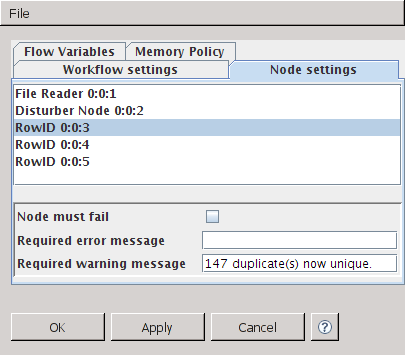 File
Flow Variables Memory Policy
Workflow settings Node settings
File Reader 0:0:1
Disturber Node 0:0:2
RowID 0:0:3
RowID 0:0:4
RowID 0:0:5
Node must fail
Required error message
Required warning message 147 duplicate(s) now unique.
OK Apply Cancel ?